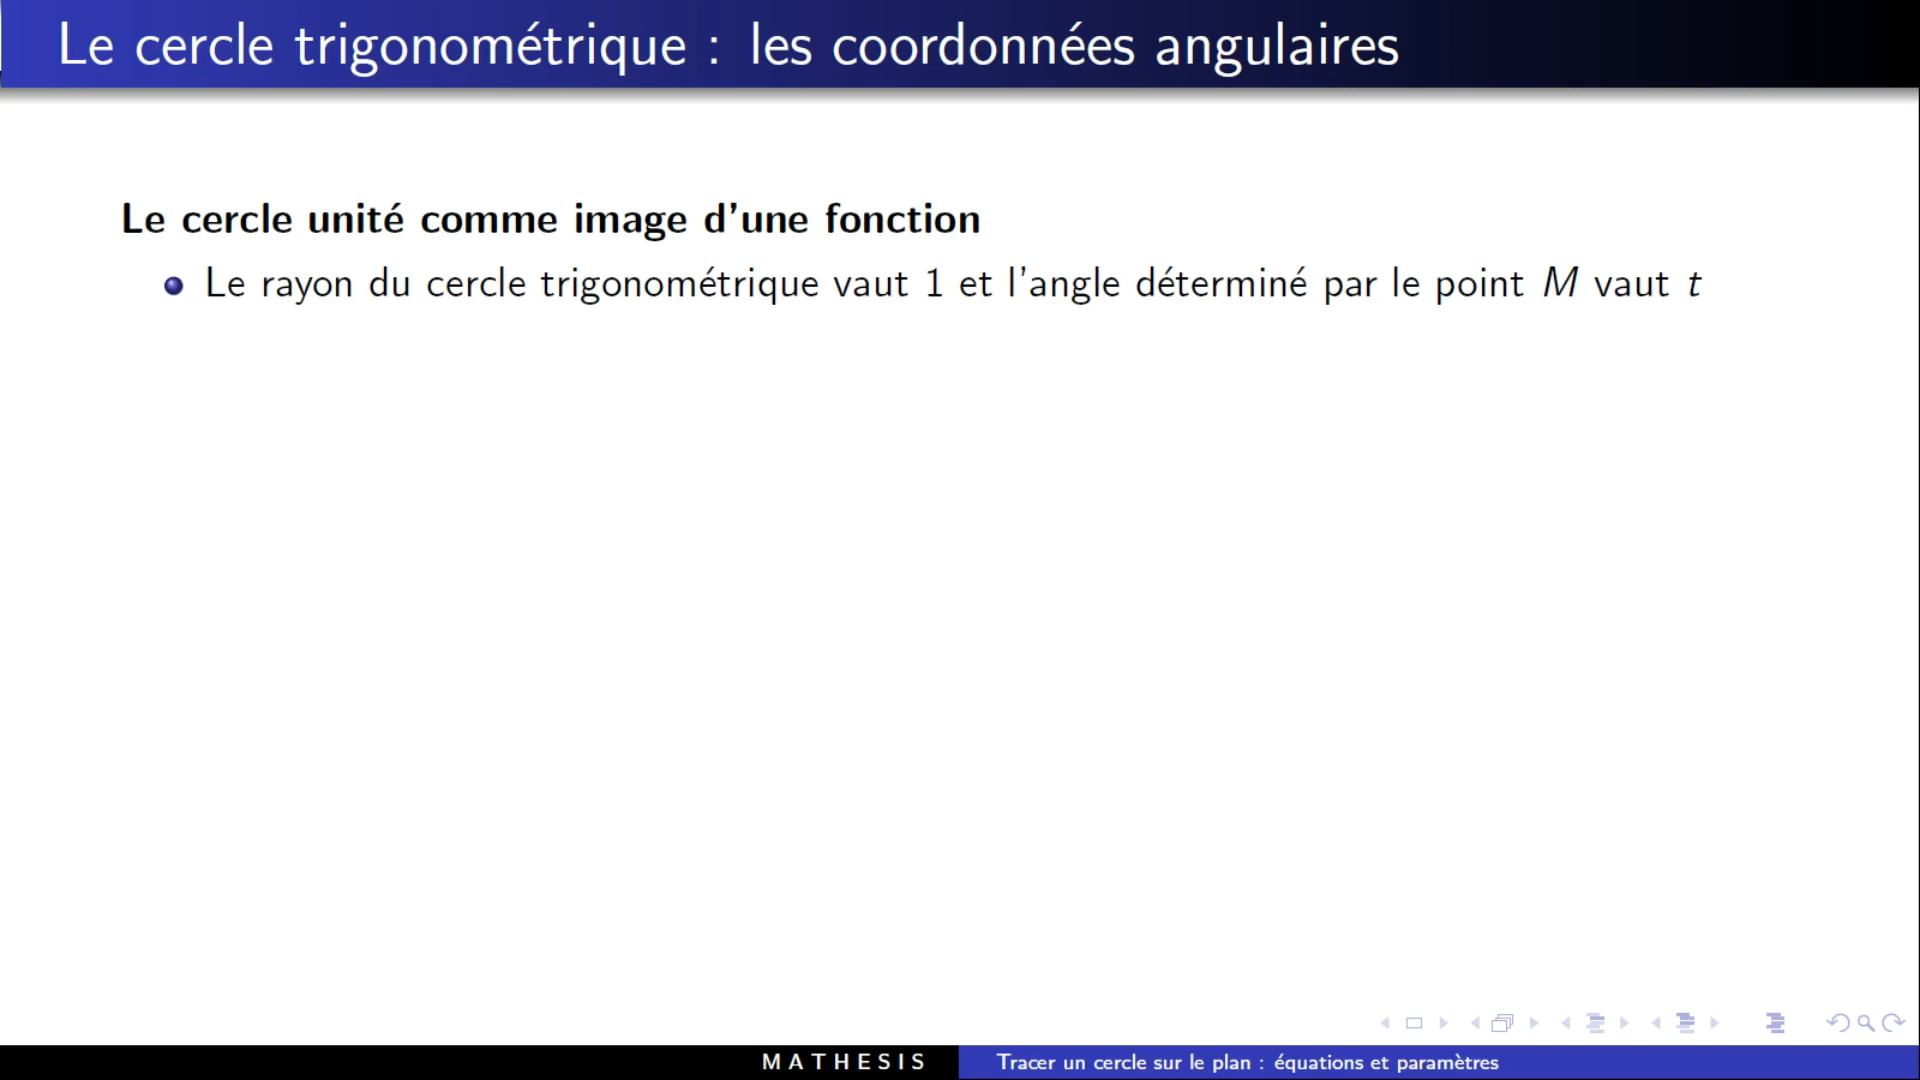 Le cercle trigonométrique : les coordonnées angulaires
Le cercle unité comme image d'une fonction
Le rayon du cercle trigonométrique vaut 1 et l'angle déterminé par le point M vaut t
MATHESIS
Tracer un cercle sur le plan : équations et paramètres